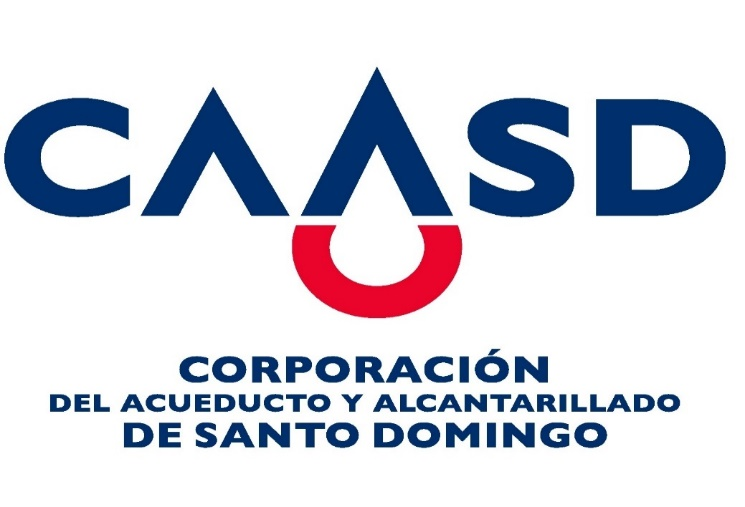 CAASD
CORPORACIÓN
DEL ACUEDUCTO Y ALCANTARILLADO
DE SANTO DOMINGO